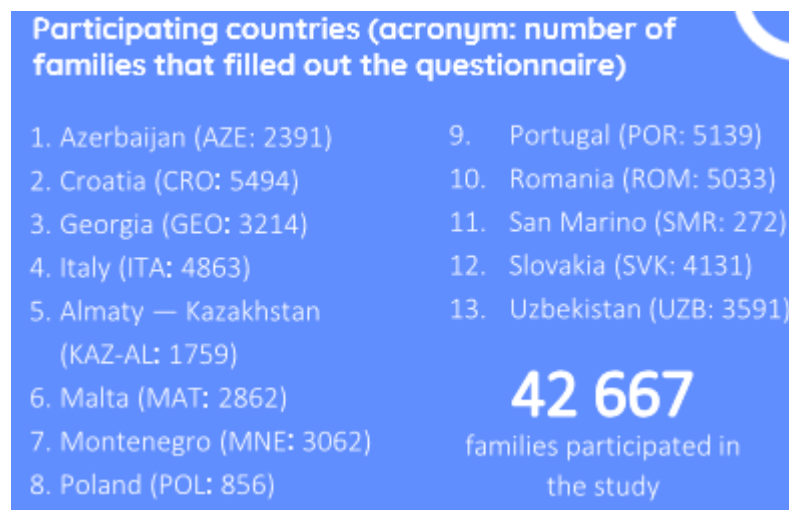 Participating countries (acronym: number of
families that filled out the questionnaire)
1. Azerbaijan (AZE: 2391)
2. Croatia (CRO: 5494)
3. Georgia (GEO: 3214)
4. Italy (ITA: 4863)
5. Almaty — Kazakhstan
(KAZ-AL: 1759)
6. Malta (MAT: 2862)
7. Montenegro (MNE: 3062)
8. Poland (POL: 856)
9. Portugal (POR: 5139)
10. Romania (ROM: 5033)
11. San Marino (SMR: 272)
12. Slovakia (SVK: 4131)
13. Uzbekistan (UZB: 3591)
42 667
families participated in
the study